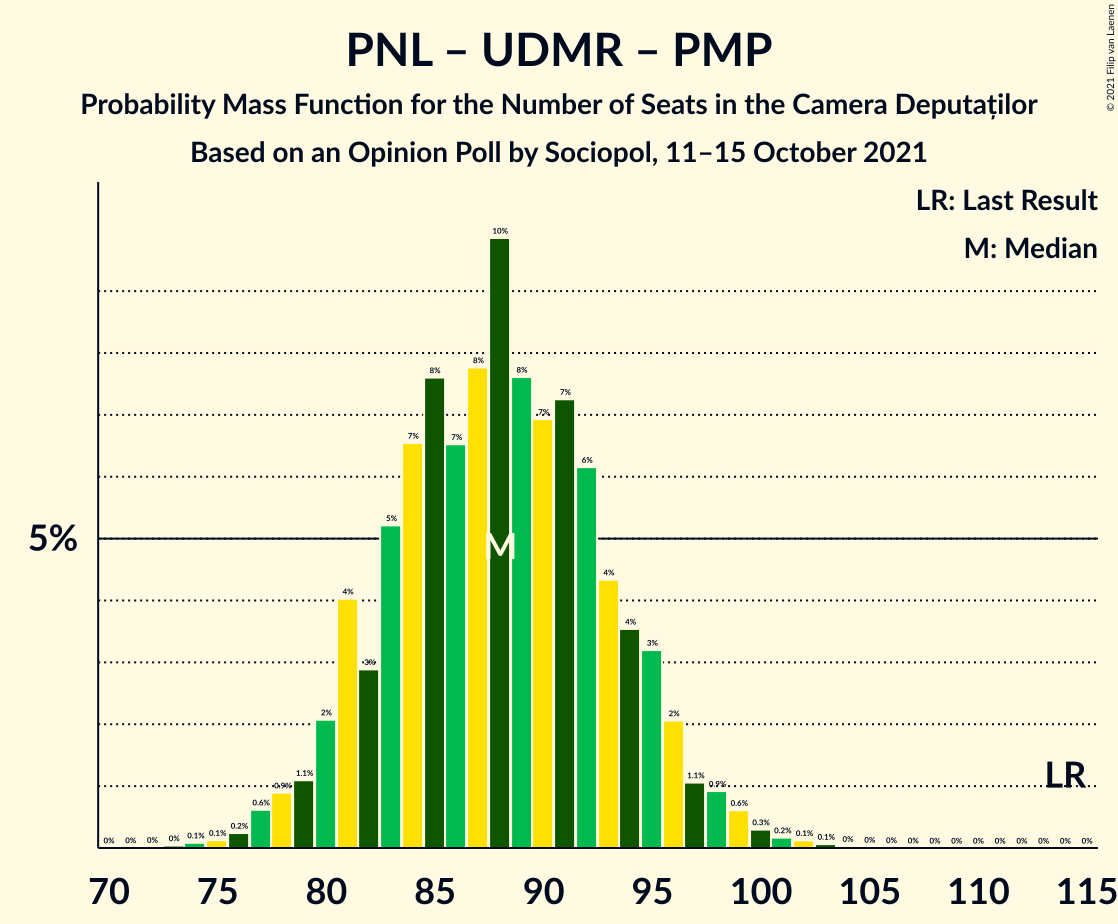 PNL – UDMR – PMP
Probability Mass Function for the Number of Seats in the Camera Deputaților
Based on an Opinion Poll by Sociopol, 11–15 October 2021
© 2021 Filip van Laenen
LR: Last Result
M: Median
5%
0% 0% 0% 0% 0.1% 0.1% 0.2% 0.6% 0.9% 1.1% 2% 4% 3% 5% 7% 8% 7% 8% 10% 8% 7% 7% 6% 4% 4% 3% 2% 1.1% 0.9% 0.6% 0.3% 0.2% 0.1% 0.1% 0% 0% 0% 0% 0% 0% 0% 0% 0% 0% 0% 0%
M
LR
70 75 80 85 90 95 100 105 110 115